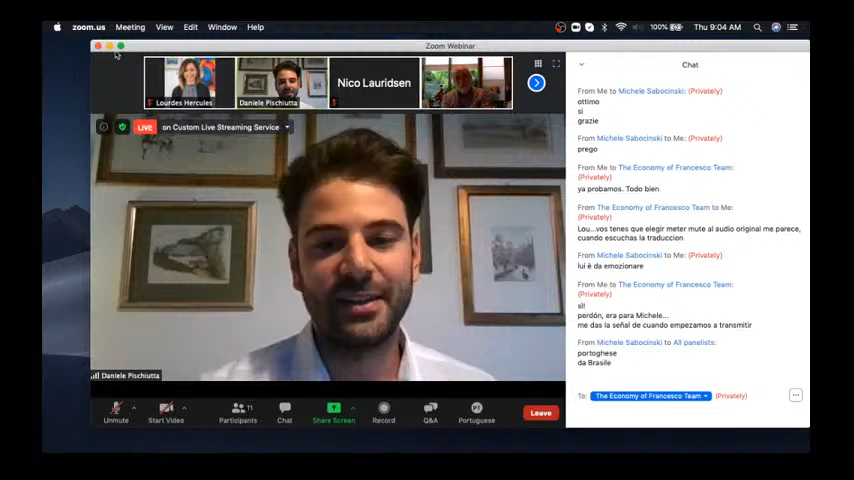 zoom.us Meeting View Edit Window Help 100% Thu 9:04 AM
Zoom Webinar
Lourdes Hercules
Daniele Pischiutta
Nico Lauridsen
LIVE on Custom Live Streaming Service
Daniele Pischiutta
Unmute
Start Video
11
Participants
Chat
Share Screen
Record
Q&A
PT
Portuguese
Leave
Chat
From Me to Michele Sabocinski: (Privately)
ottimo
si
grazie
From Michele Sabocinski to Me: (Privately)
prego
From Me to The Economy of Francesco Team:
(Privately)
ya probamos. Todo bien
From The Economy of Francesco Team to Me:
(Privately)
Lou...vos tenes que elegir meter mute al audio original me parece,
cuando escuchas la traduccion
From Michele Sabocinski to Me: (Privately)
lui è da emozionare
From Me to The Economy of Francesco Team:
(Privately)
sì!
perdón, era para Michele...
me das la señal de cuando empezamos a transmitir
From Michele Sabocinski to All panelists:
portoghese
da Brasile
To: The Economy of Francesco Team (Privately)